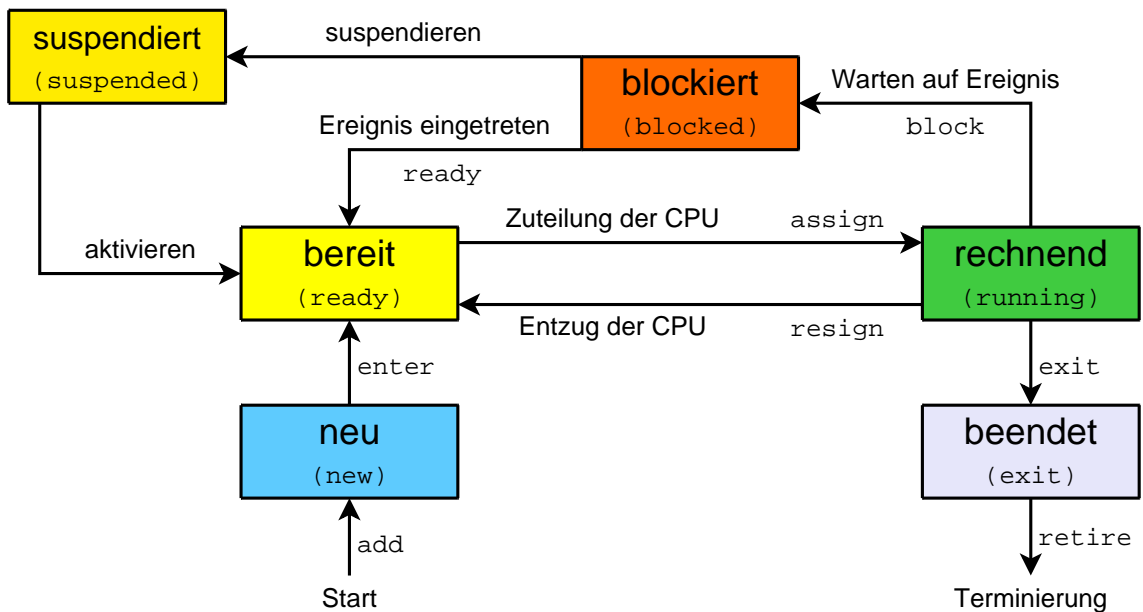 suspendiert
(suspended)
suspendieren
blockiert
(blocked)
Warten auf Ereignis
block
Ereignis eingetreten
ready
aktivieren
bereit
(ready)
Zuteilung der CPU
assign
rechnend
(running)
Entzug der CPU
resign
enter
exit
neu
(new)
beendet
(exit)
add
retire
Start
Terminierung